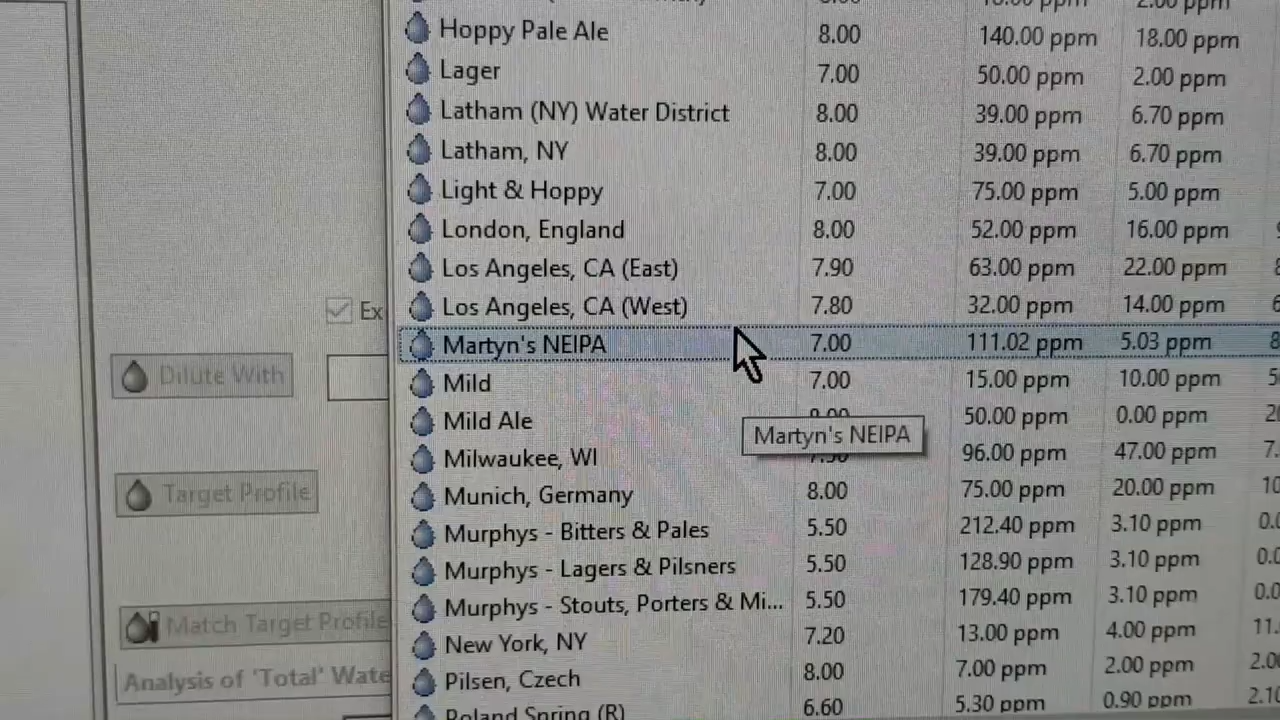 Hoppy Pale Ale 8.00 140.00 ppm 18.00 ppm
Lager 7.00 50.00 ppm 2.00 ppm
Latham (NY) Water District 8.00 39.00 ppm 6.70 ppm
Latham, NY 8.00 39.00 ppm 6.70 ppm
Light & Hoppy 7.00 75.00 ppm 5.00 ppm
London, England 8.00 52.00 ppm 16.00 ppm
Los Angeles, CA (East) 7.90 63.00 ppm 22.00 ppm
Ex Los Angeles, CA (West) 7.80 32.00 ppm 14.00 ppm
Martyn's NEIPA 7.00 111.02 ppm 5.03 ppm
Dilute With Mild 7.00 15.00 ppm 10.00 ppm
Mild Ale 50.00 ppm 0.00 ppm
Martyn's NEIPA
Milwaukee, WI 96.00 ppm 47.00 ppm
Target Profile Munich, Germany 8.00 75.00 ppm 20.00 ppm
Murphys - Bitters & Pales 5.50 212.40 ppm 3.10 ppm
Murphys - Lagers & Pilsners 5.50 128.90 ppm 3.10 ppm
Match Target Profile Murphys - Stouts, Porters & Mi... 5.50 179.40 ppm 3.10 ppm
New York, NY 7.20 13.00 ppm 4.00 ppm
Analysis of 'Total' Wate Pilsen, Czech 8.00 7.00 ppm 2.00 ppm
Poland Spring (R) 6.60 5.30 ppm 0.90 ppm